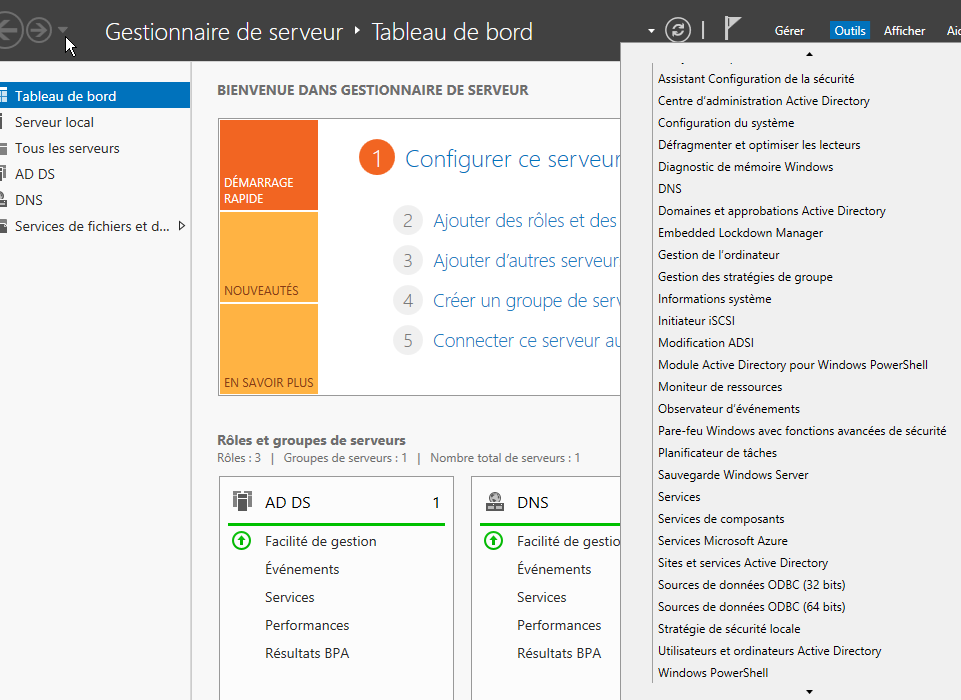 Gestionnaire de serveur ‣ Tableau de bord
Gérer
Outils
Afficher
Tableau de bord
Serveur local
Tous les serveurs
AD DS
DNS
Services de fichiers et d...
BIENVENUE DANS GESTIONNAIRE DE SERVEUR
DÉMARRAGE
RAPIDE
NOUVEAUTÉS
EN SAVOIR PLUS
1 Configurer ce serveur
2 Ajouter des rôles et des
3 Ajouter d'autres serveur
4 Créer un groupe de serv
5 Connecter ce serveur au
Rôles et groupes de serveurs
Rôles : 3 | Groupes de serveurs : 1 | Nombre total de serveurs : 1
AD DS 1
Facilité de gestion
Événements
Services
Performances
Résultats BPA
DNS
Facilité de gestio
Événements
Services
Performances
Résultats BPA
Assistant Configuration de la sécurité
Centre d'administration Active Directory
Configuration du système
Défragmenter et optimiser les lecteurs
Diagnostic de mémoire Windows
DNS
Domaines et approbations Active Directory
Embedded Lockdown Manager
Gestion de l'ordinateur
Gestion des stratégies de groupe
Informations système
Initiateur iSCSI
Modification ADSI
Module Active Directory pour Windows PowerShell
Moniteur de ressources
Observateur d'événements
Pare-feu Windows avec fonctions avancées de sécurité
Planificateur de tâches
Sauvegarde Windows Server
Services
Services de composants
Services Microsoft Azure
Sites et services Active Directory
Sources de données ODBC (32 bits)
Sources de données ODBC (64 bits)
Stratégie de sécurité locale
Utilisateurs et ordinateurs Active Directory
Windows PowerShell